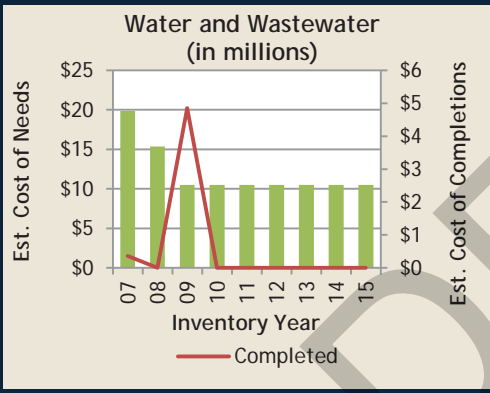 Water and Wastewater
(in millions)
Est. Cost of Needs
$25
$20
$15
$10
$5
$0
$6
$5
$4
$3
$2
$1
$0
Est. Cost of Completions
07 08 09 10 11 12 13 14 15
Inventory Year
Completed